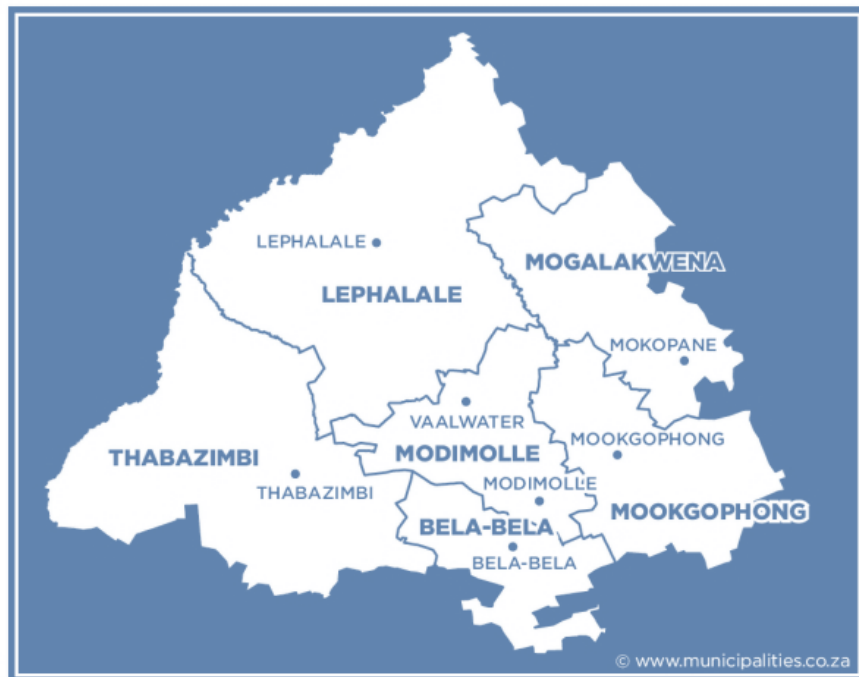 LEPHALALE
LEPHALALE
MOGALAKWENA
MOKOPANE
VAALWATER
MODIMOLLE
MOOKGOPHONG
THABAZIMBI
THABAZIMBI
MODIMOLLE
MOOKGOPHONG
BELA-BELA
BELA-BELA
© www.municipalities.co.za